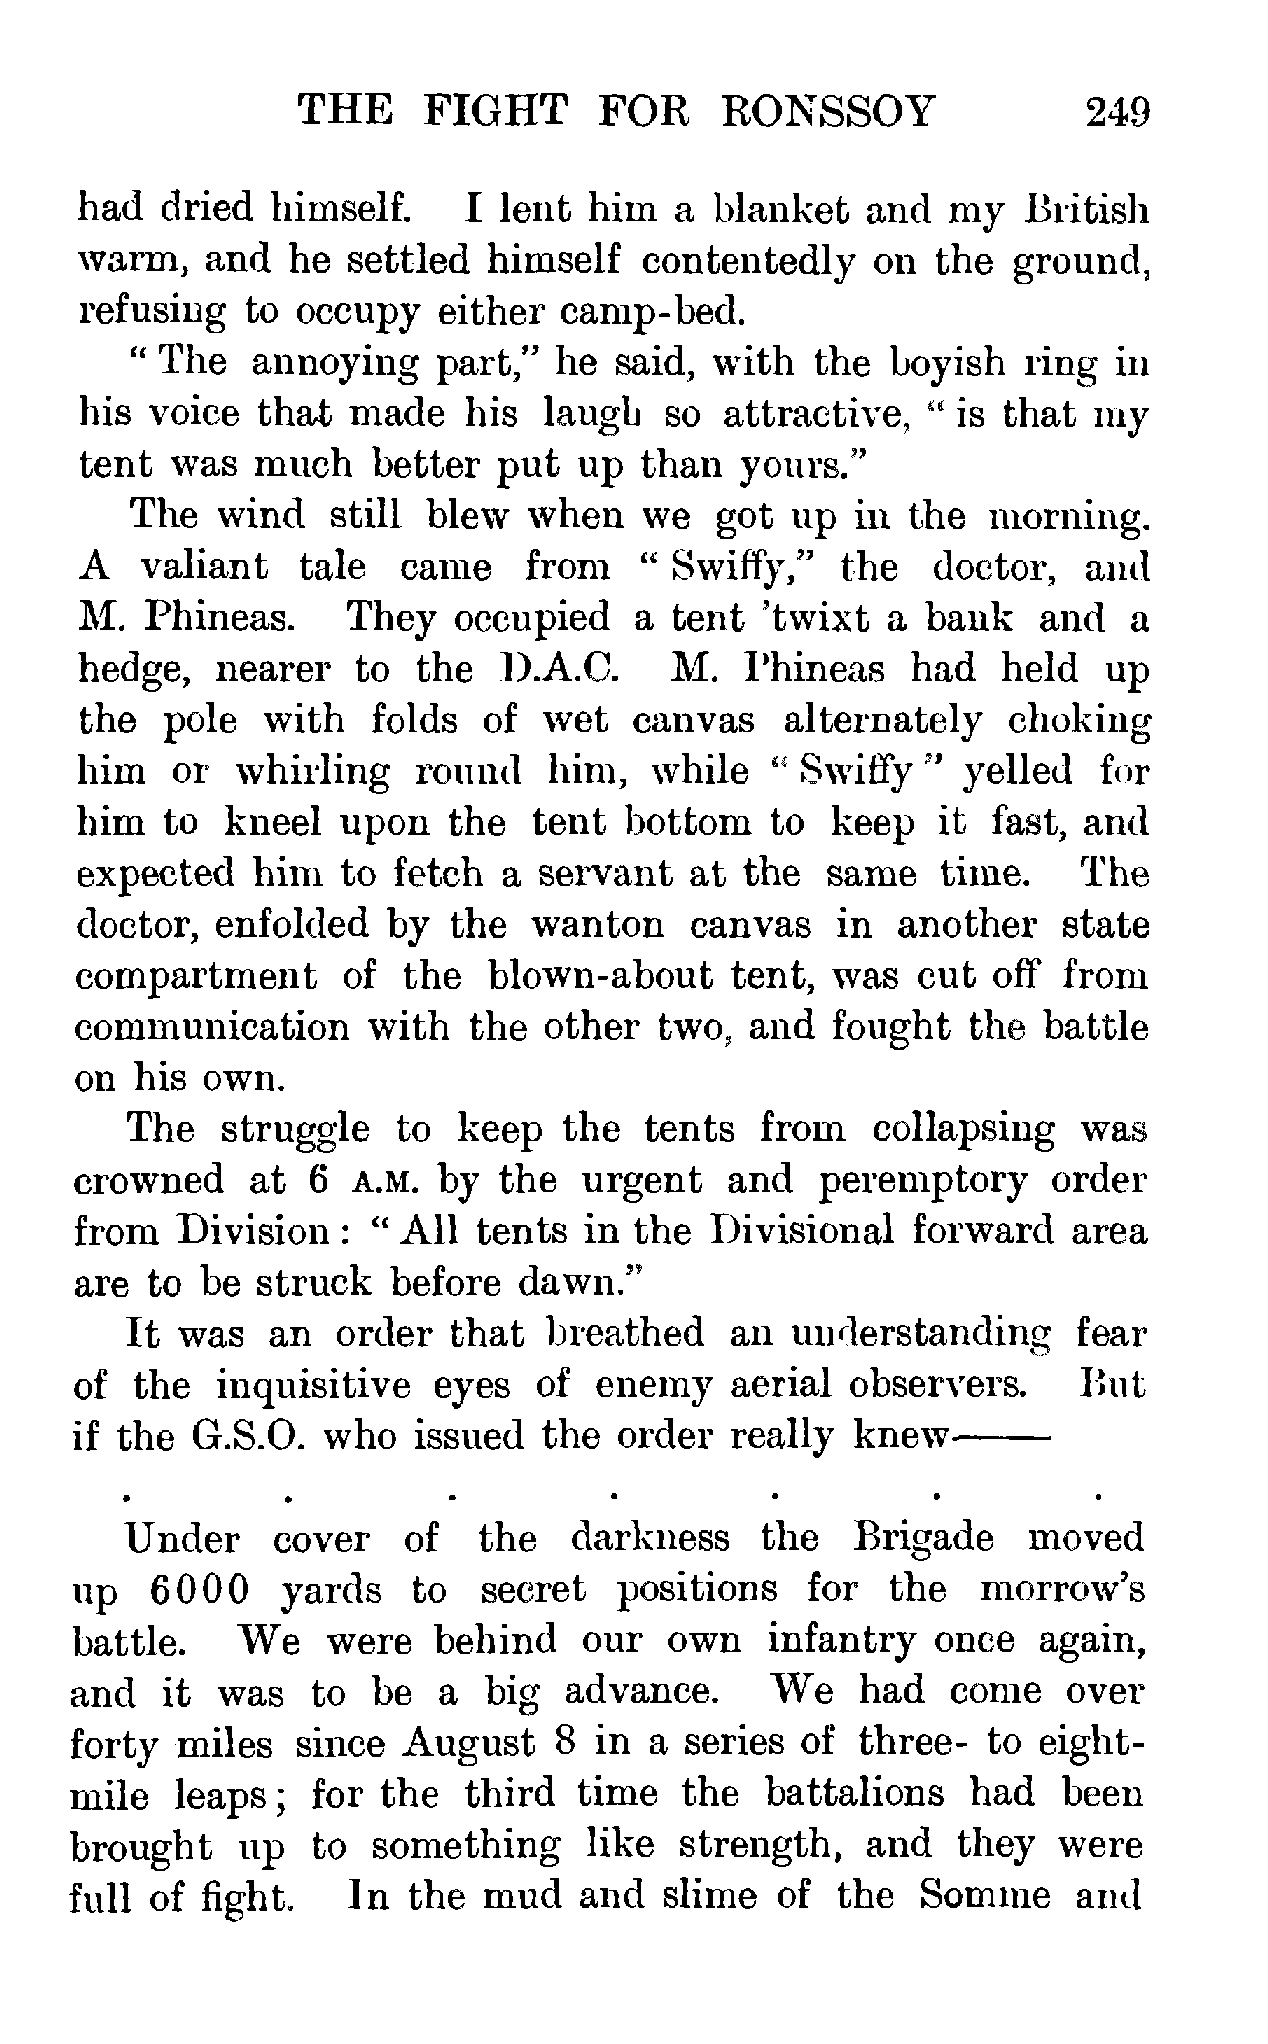 THE FIGHT FOR RONSSOY 249
had dried himself. I lent him a blanket and my British
warm, and he settled himself contentedly on the ground,
refusing to occupy either camp-bed.
“ The annoying part,” he said, with the boyish ring in
his voice that made his laugh so attractive, “ is that my
tent was much better put up than yours.”
The wind still blew when we got up in the morning.
A valiant tale came from “ Swiffy,” the doctor, and
M. Phineas. They occupied a tent ’twixt a bank and a
hedge, nearer to the D.A.C. M. Phineas had held up
the pole with folds of wet canvas alternately choking
him or whirling round him, while “ Swiffy ” yelled for
him to kneel upon the tent bottom to keep it fast, and
expected him to fetch a servant at the same time. The
doctor, enfolded by the wanton canvas in another state
compartment of the blown-about tent, was cut off from
communication with the other two, and fought the battle
on his own.
The struggle to keep the tents from collapsing was
crowned at 6 A.M. by the urgent and peremptory order
from Division : “ All tents in the Divisional forward area
are to be struck before dawn.”
It was an order that breathed an understanding fear
of the inquisitive eyes of enemy aerial observers. But
if the G.S.O. who issued the order really knew——
. . . . . . .
Under cover of the darkness the Brigade moved
up 6000 yards to secret positions for the morrow’s
battle. We were behind our own infantry once again,
and it was to be a big advance. We had come over
forty miles since August 8 in a series of three- to eight-
mile leaps ; for the third time the battalions had been
brought up to something like strength, and they were
full of fight. In the mud and slime of the Somme and